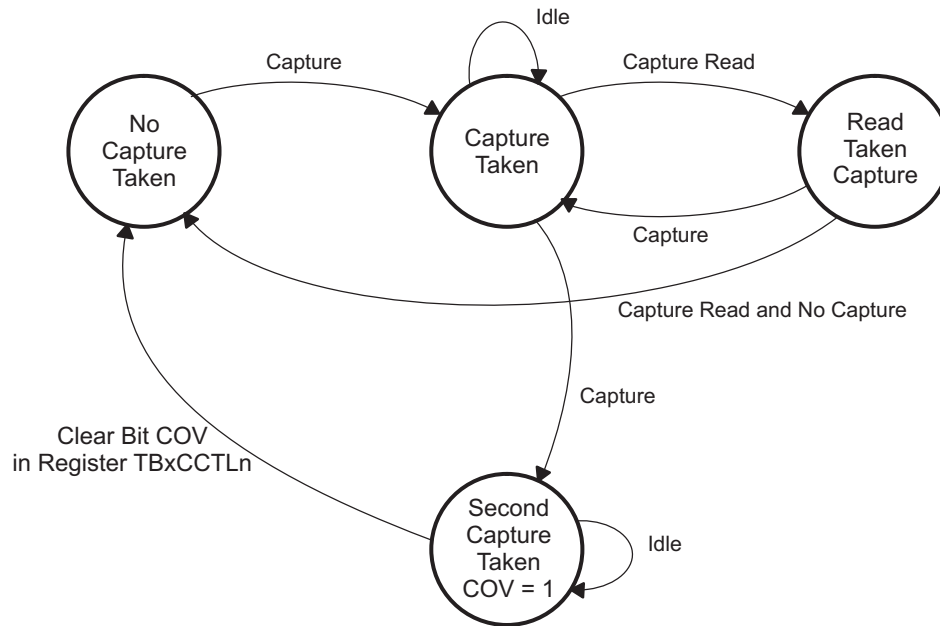 Idle
Capture
Capture Read
No
Capture
Taken
Capture
Taken
Read
Taken
Capture
Capture
Capture Read and No Capture
Capture
Clear Bit COV
in Register TBxCCTLn
Second
Capture
Taken
COV = 1
Idle